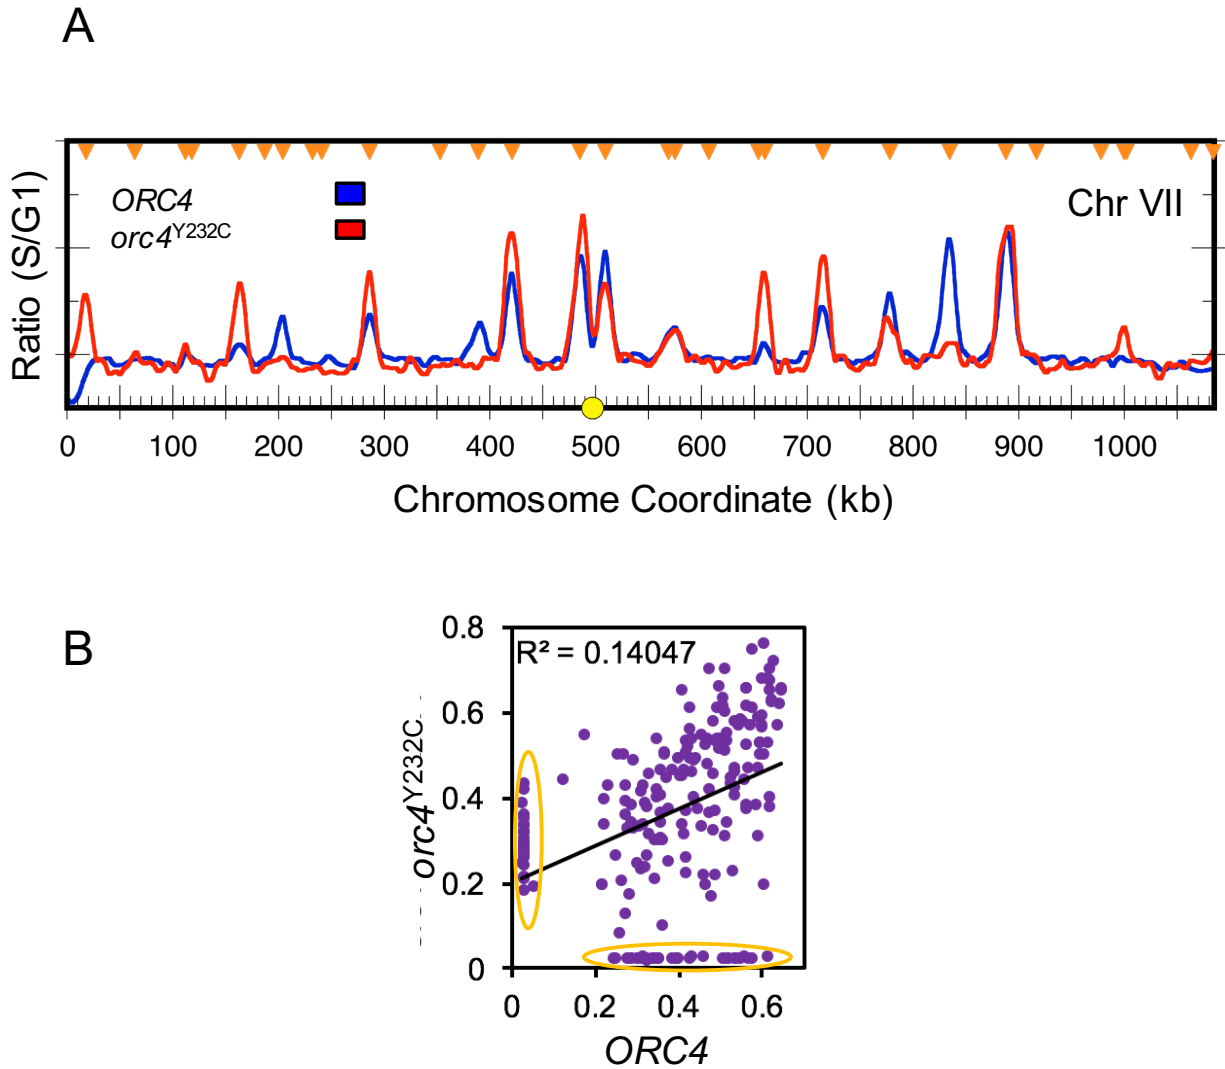 A
Ratio (S/G1)
ORC4
orc4Y232C
Chr VII
0 100 200 300 400 500 600 700 800 900 1000
Chromosome Coordinate (kb)
B
orc4Y232C
R² = 0.14047
0.8
0.6
0.4
0.2
0
0 0.2 0.4 0.6
ORC4